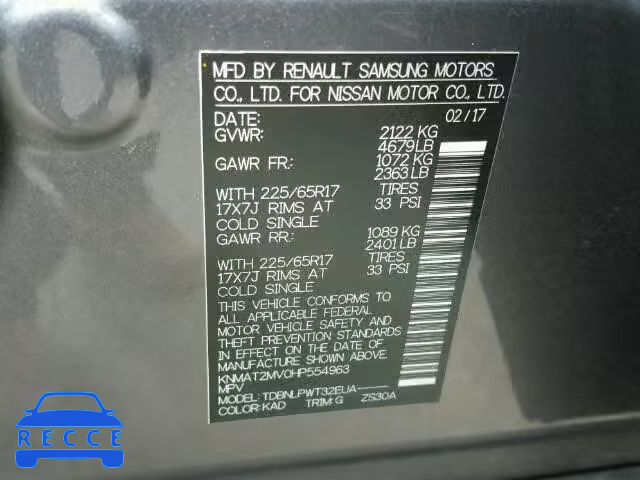 MFD BY RENAULT SAMSUNG MOTORS
CO., LTD. FOR NISSAN MOTOR CO., LTD.
DATE: 02/17
GVWR: 2122 KG
4679LB
GAWR FR: 1072 KG
2363LB
WITH 225/65R17 TIRES
17X7J RIMS AT 33 PSI
COLD SINGLE
GAWR RR: 1089 KG
2401LB
WITH 225/65R17 TIRES
17X7J RIMS AT 33 PSI
COLD SINGLE
THIS VEHICLE CONFORMS TO
ALL APPLICABLE FEDERAL
MOTOR VEHICLE SAFETY AND
THEFT PREVENTION STANDARDS
IN EFFECT ON THE DATE OF
MANUFACTURE SHOWN ABOVE.
KNMAT2MV0HP554963
MPV
MODEL: TDBNLPWT32EUA-----
COLOR:KAD TRIM:G ZS30A
RECCE